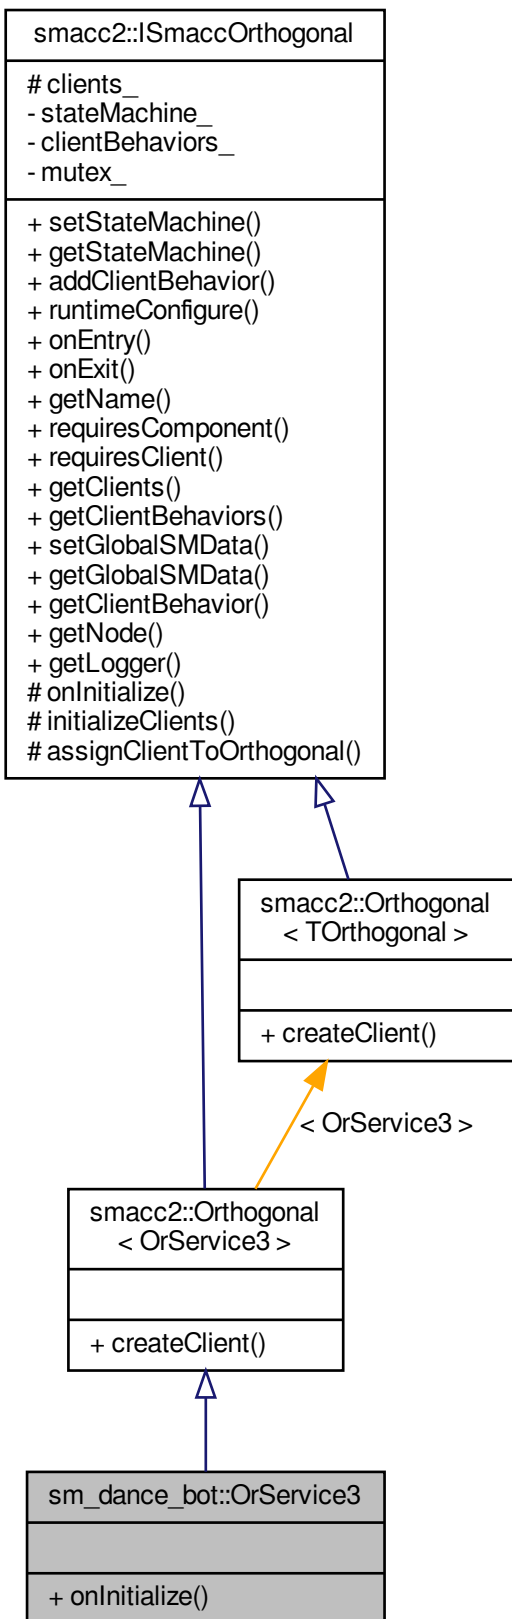 smacc2::ISmaccOrthogonal
# clients_
- stateMachine_
- clientBehaviors_
- mutex_
+ setStateMachine()
+ getStateMachine()
+ addClientBehavior()
+ runtimeConfigure()
+ onEntry()
+ onExit()
+ getName()
+ requiresComponent()
+ requiresClient()
+ getClients()
+ getClientBehaviors()
+ setGlobalSMData()
+ getGlobalSMData()
+ getClientBehavior()
+ getNode()
+ getLogger()
# onInitialize()
# initializeClients()
# assignClientToOrthogonal()
smacc2::Orthogonal
< TOrthogonal >
+ createClient()
< OrService3 >
smacc2::Orthogonal
< OrService3 >
+ createClient()
sm_dance_bot::OrService3
+ onInitialize()